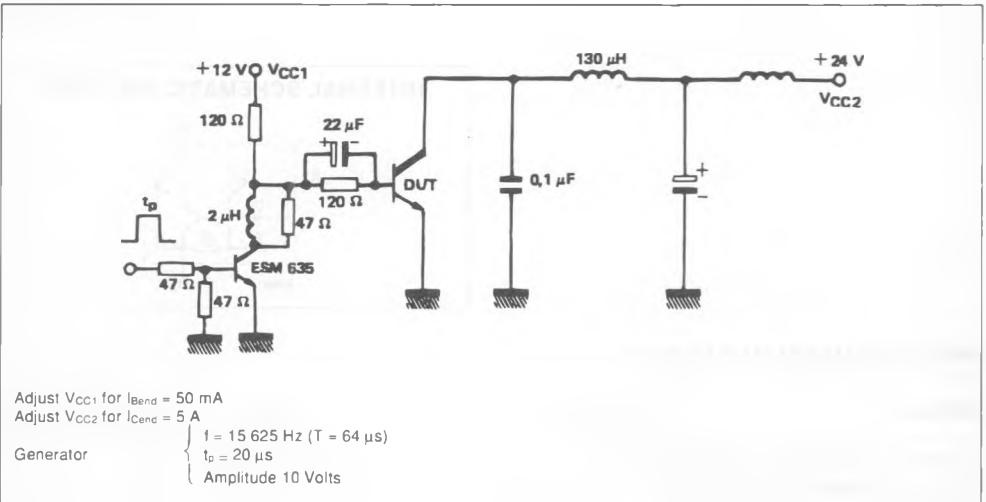 + 12 V VCC1
120 Ω
22 µF
+ −
120 Ω
2 µH
47 Ω
tp
47 Ω
47 Ω
ESM 635
DUT
0,1 µF
130 µH
+
−
+ 24 V
VCC2
Adjust VCC1 for IBend = 50 mA
Adjust VCC2 for ICend = 5 A
Generator
f = 15 625 Hz (T = 64 µs)
tp = 20 µs
Amplitude 10 Volts